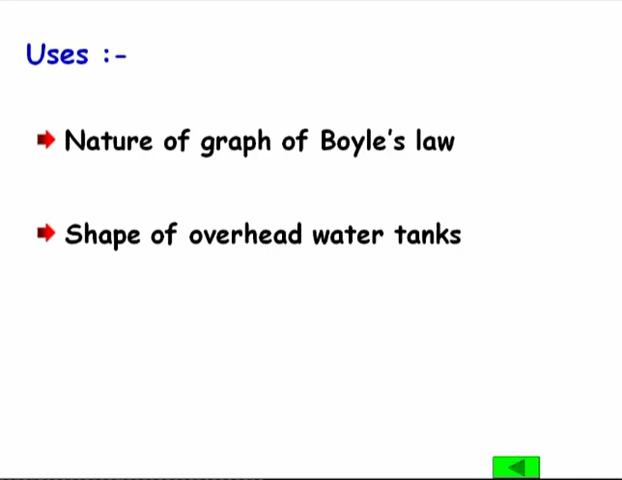 Uses :-
Nature of graph of Boyle's law
Shape of overhead water tanks